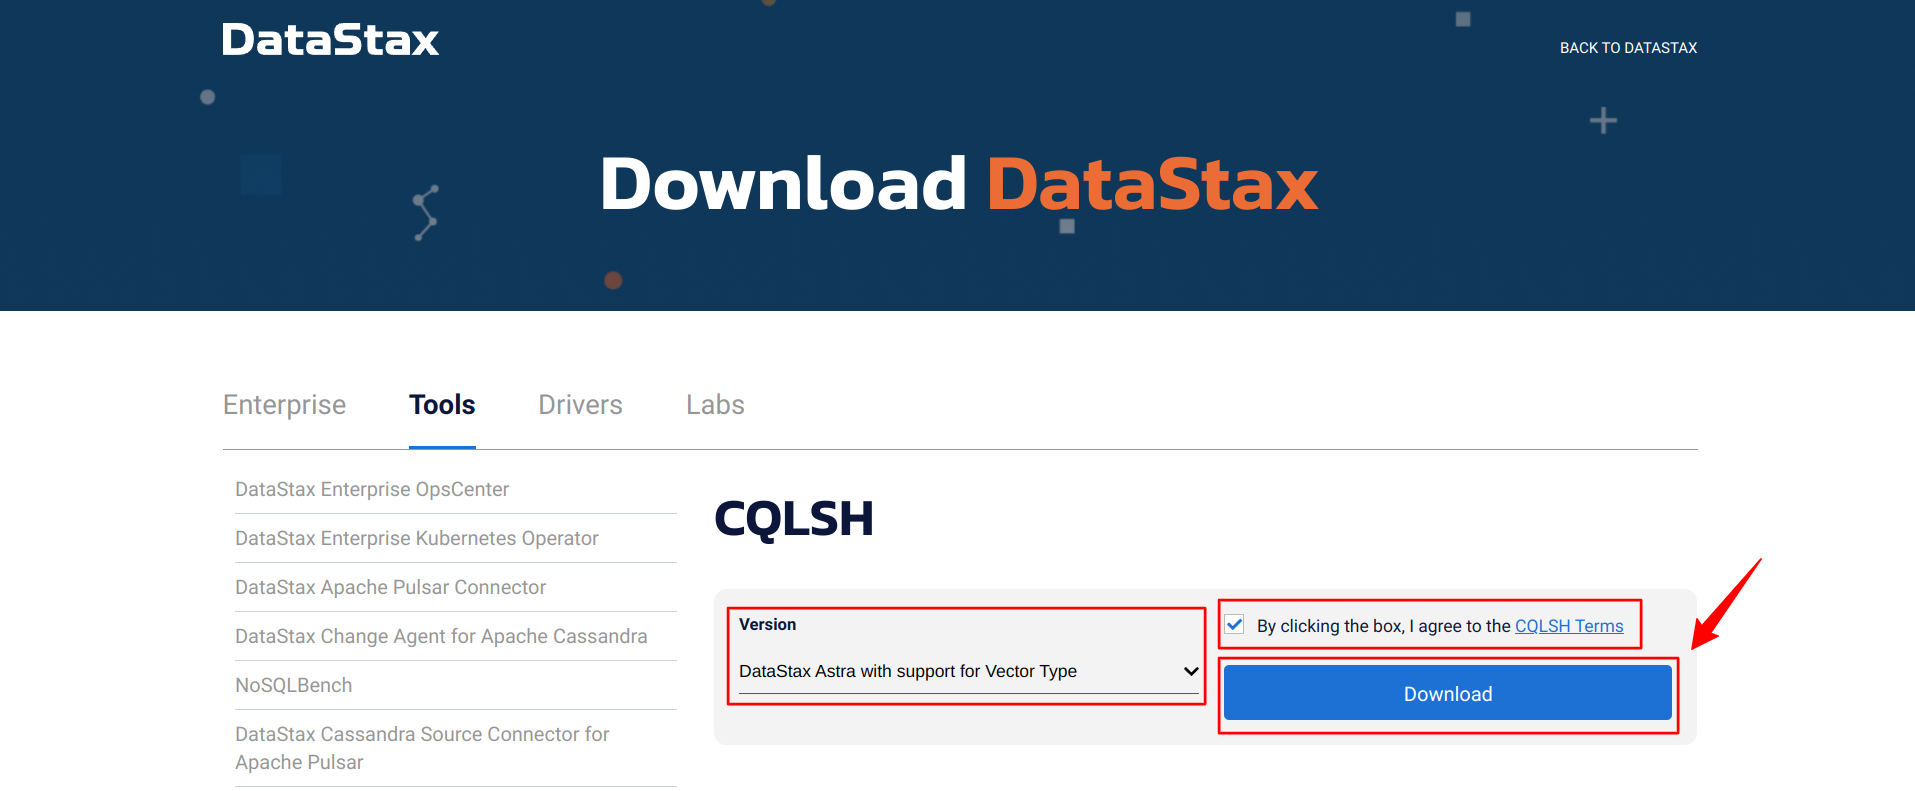 DataStax
BACK TO DATASTAX
Download DataStax
Enterprise
Tools
Drivers
Labs
DataStax Enterprise OpsCenter
DataStax Enterprise Kubernetes Operator
DataStax Apache Pulsar Connector
DataStax Change Agent for Apache Cassandra
NoSQLBench
DataStax Cassandra Source Connector for
Apache Pulsar
CQLSH
Version
DataStax Astra with support for Vector Type
By clicking the box, I agree to the CQLSH Terms
Download